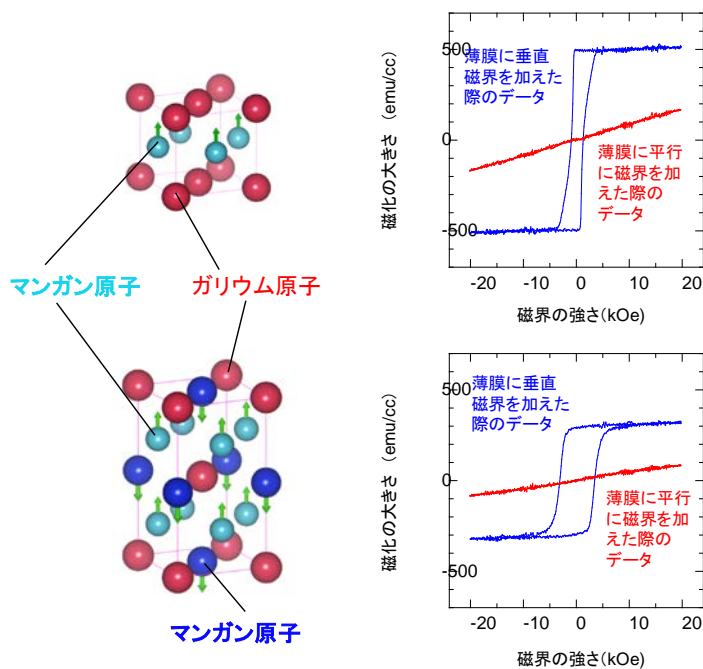 マンガン原子
ガリウム原子
マンガン原子
磁化の大きさ (emu/cc)
500
0
-500
薄膜に垂直
磁界を加えた
際のデータ
薄膜に平行
に磁界を加
えた際の
データ
-20
-10
0
10
20
磁界の強さ(kOe)
磁化の大きさ (emu/cc)
500
0
-500
薄膜に垂直
磁界を加えた
際のデータ
薄膜に平行
に磁界を加
えた際の
データ
-20
-10
0
10
20
磁界の強さ(kOe)